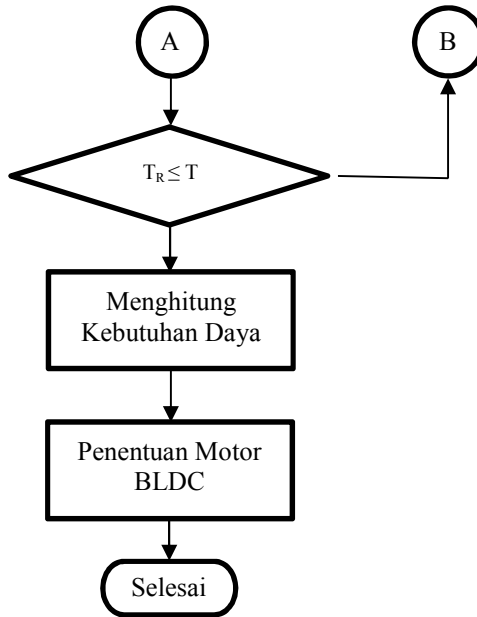 A
B
T_R ≤ T
Menghitung
Kebutuhan Daya
Penentuan Motor
BLDC
Selesai